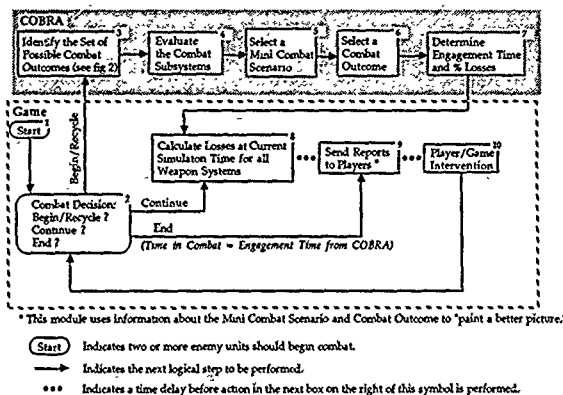 COBRA
3
Identify the Set of
Possible Combat
Outcomes (see fig 2)
4
Evaluate
the Combat
Subsystems
5
Select a
Mini Combat
Scenario
6
Select a
Combat
Outcome
7
Determine
Engagement Time
and % Losses
Game
1
Start
Begin/Recycle
8
Calculate Losses at Current
Simulaton Time for all
Weapon Systems
9
Send Reports
to Players *
10
Player/Game
Intervention
2
Combat Decision:
Begin/Recycle ?
Continue ?
End ?
Continue
End
(Time in Combat = Engagement Time from COBRA)
* This module uses information about the Mini Combat Scenario and Combat Outcome to "paint a better picture."
Start Indicates two or more enemy units should begin combat.
Indicates the next logical step to be performed.
••• Indicates a time delay before action in the next box on the right of this symbol is performed.